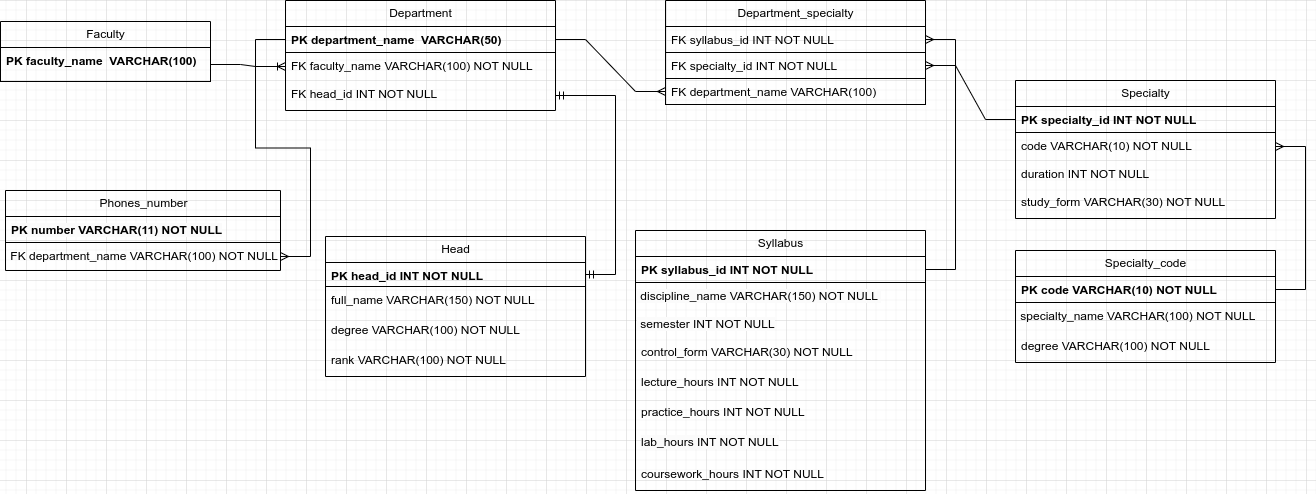 Faculty
PK faculty_name VARCHAR(100)
Department
PK department_name VARCHAR(50)
FK faculty_name VARCHAR(100) NOT NULL
FK head_id INT NOT NULL
Department_specialty
FK syllabus_id INT NOT NULL
FK specialty_id INT NOT NULL
FK department_name VARCHAR(100)
Specialty
PK specialty_id INT NOT NULL
code VARCHAR(10) NOT NULL
duration INT NOT NULL
study_form VARCHAR(30) NOT NULL
Phones_number
PK number VARCHAR(11) NOT NULL
FK department_name VARCHAR(100) NOT NULL
Head
PK head_id INT NOT NULL
full_name VARCHAR(150) NOT NULL
degree VARCHAR(100) NOT NULL
rank VARCHAR(100) NOT NULL
Syllabus
PK syllabus_id INT NOT NULL
discipline_name VARCHAR(150) NOT NULL
semester INT NOT NULL
control_form VARCHAR(30) NOT NULL
lecture_hours INT NOT NULL
practice_hours INT NOT NULL
lab_hours INT NOT NULL
coursework_hours INT NOT NULL
Specialty_code
PK code VARCHAR(10) NOT NULL
specialty_name VARCHAR(100) NOT NULL
degree VARCHAR(100) NOT NULL